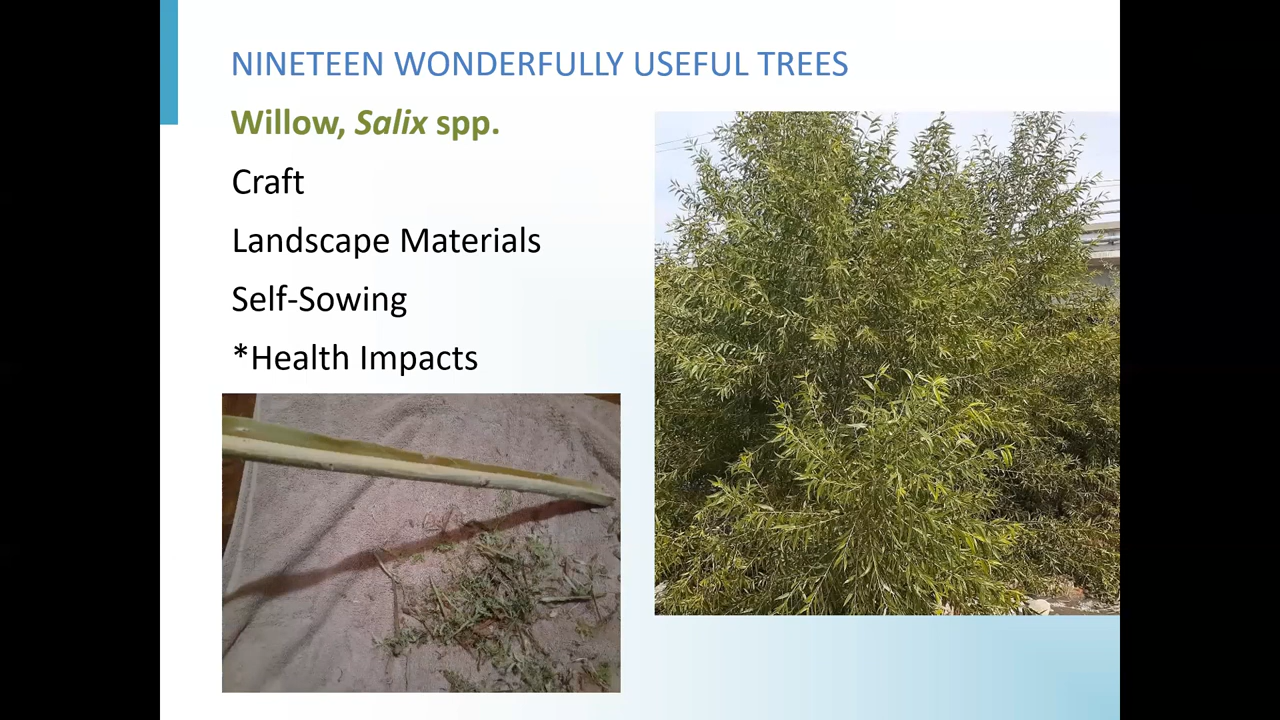 NINETEEN WONDERFULLY USEFUL TREES
Willow, Salix spp.
Craft
Landscape Materials
Self-Sowing
*Health Impacts